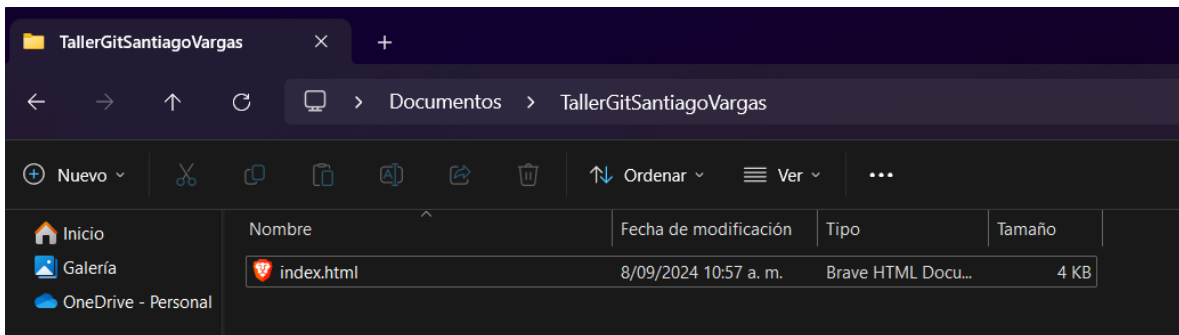 TallerGitSantiagoVargas
Documentos > TallerGitSantiagoVargas
Nuevo Ordenar Ver
Inicio
Galería
OneDrive - Personal
Nombre Fecha de modificación Tipo Tamaño
index.html 8/09/2024 10:57 a. m. Brave HTML Docu... 4 KB